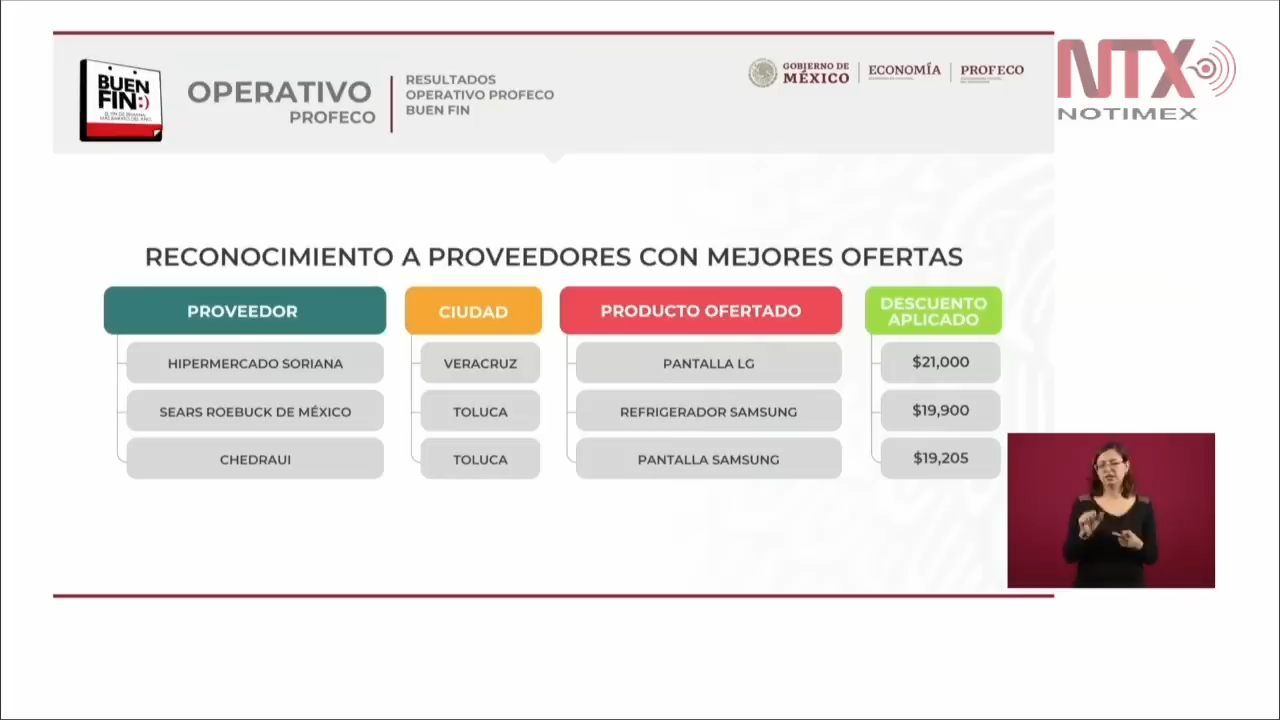 BUEN
FIN:)
OPERATIVO
PROFECO
RESULTADOS
OPERATIVO PROFECO
BUEN FIN
GOBIERNO DE
MÉXICO
ECONOMÍA
PROFECO
NTX
NOTIMEX
RECONOCIMIENTO A PROVEEDORES CON MEJORES OFERTAS
PROVEEDOR
CIUDAD
PRODUCTO OFERTADO
DESCUENTO
APLICADO
HIPERMERCADO SORIANA
VERACRUZ
PANTALLA LG
$21,000
SEARS ROEBUCK DE MÉXICO
TOLUCA
REFRIGERADOR SAMSUNG
$19,900
CHEDRAUI
TOLUCA
PANTALLA SAMSUNG
$19,205